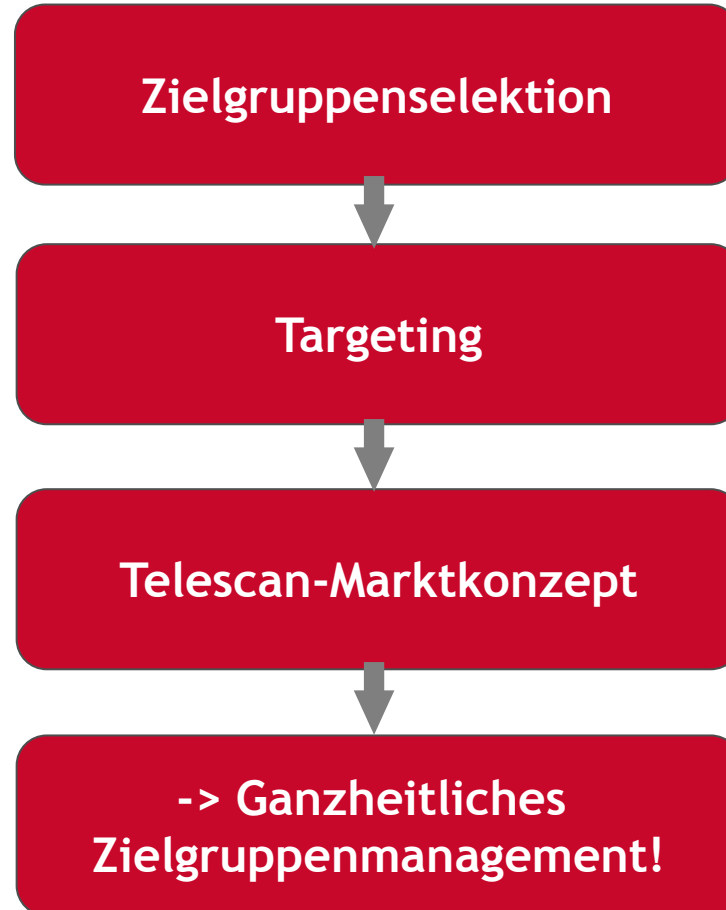 Zielgruppenselektion
Targeting
Telescan-Marktkonzept
-> Ganzheitliches
Zielgruppenmanagement!